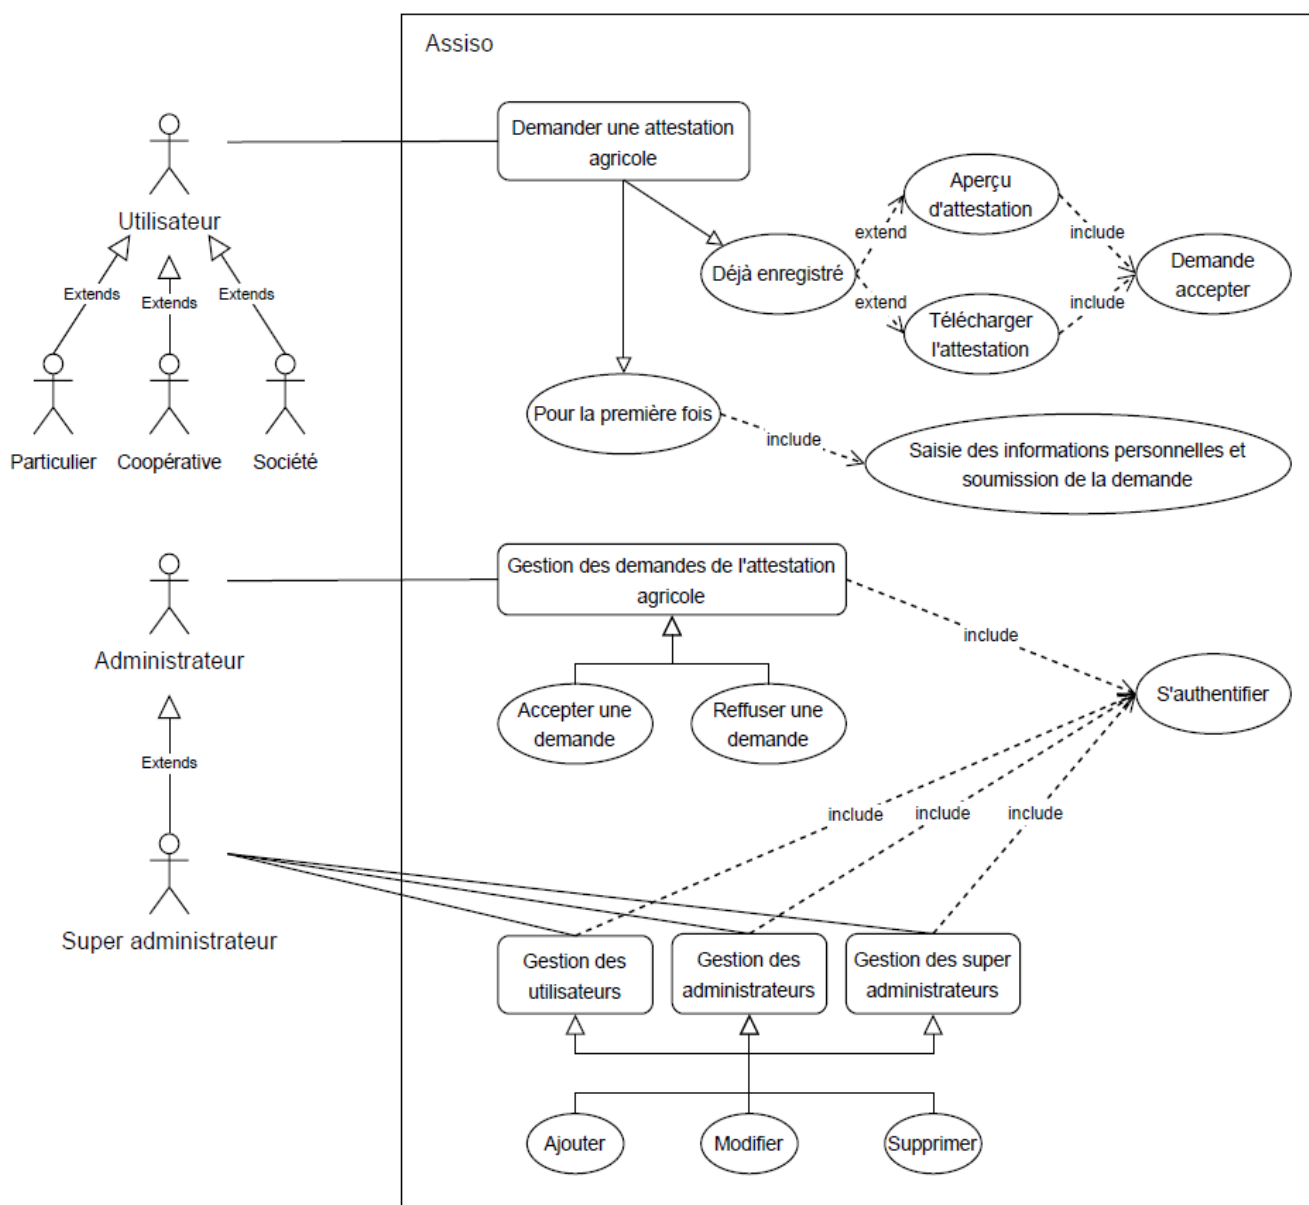 Assiso
Demander une attestation
agricole
Utilisateur
Aperçu
d'attestation
extend
include
Déjà enregistré
Demande
accepter
extend
include
Télécharger
l'attestation
Extends
Extends
Extends
Particulier
Coopérative
Société
Pour la première fois
include
Saisie des informations personnelles et
soumission de la demande
Administrateur
Gestion des demandes de l'attestation
agricole
include
S'authentifier
Accepter une
demande
Reffuser une
demande
Extends
include
include
include
Super administrateur
Gestion des
utilisateurs
Gestion des
administrateurs
Gestion des super
administrateurs
Ajouter
Modifier
Supprimer